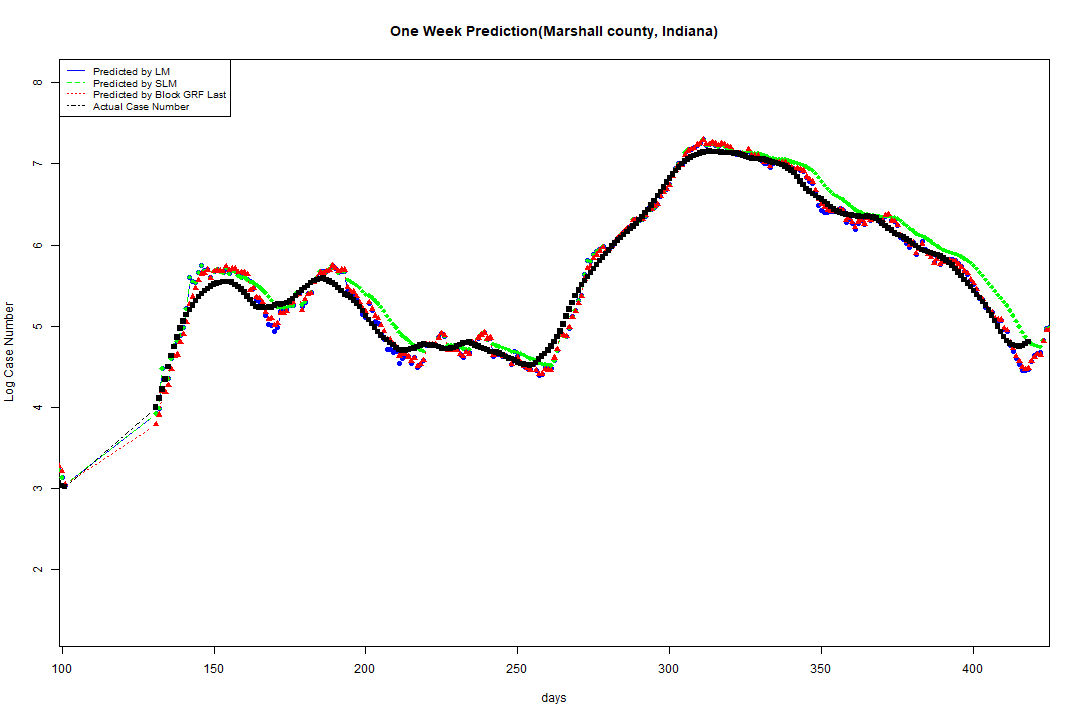 One Week Prediction(Marshall county, Indiana)
Predicted by LM
Predicted by SLM
Predicted by Block GRF Last
Actual Case Number
8
7
6
5
4
3
2
Log Case Number
100 150 200 250 300 350 400
days